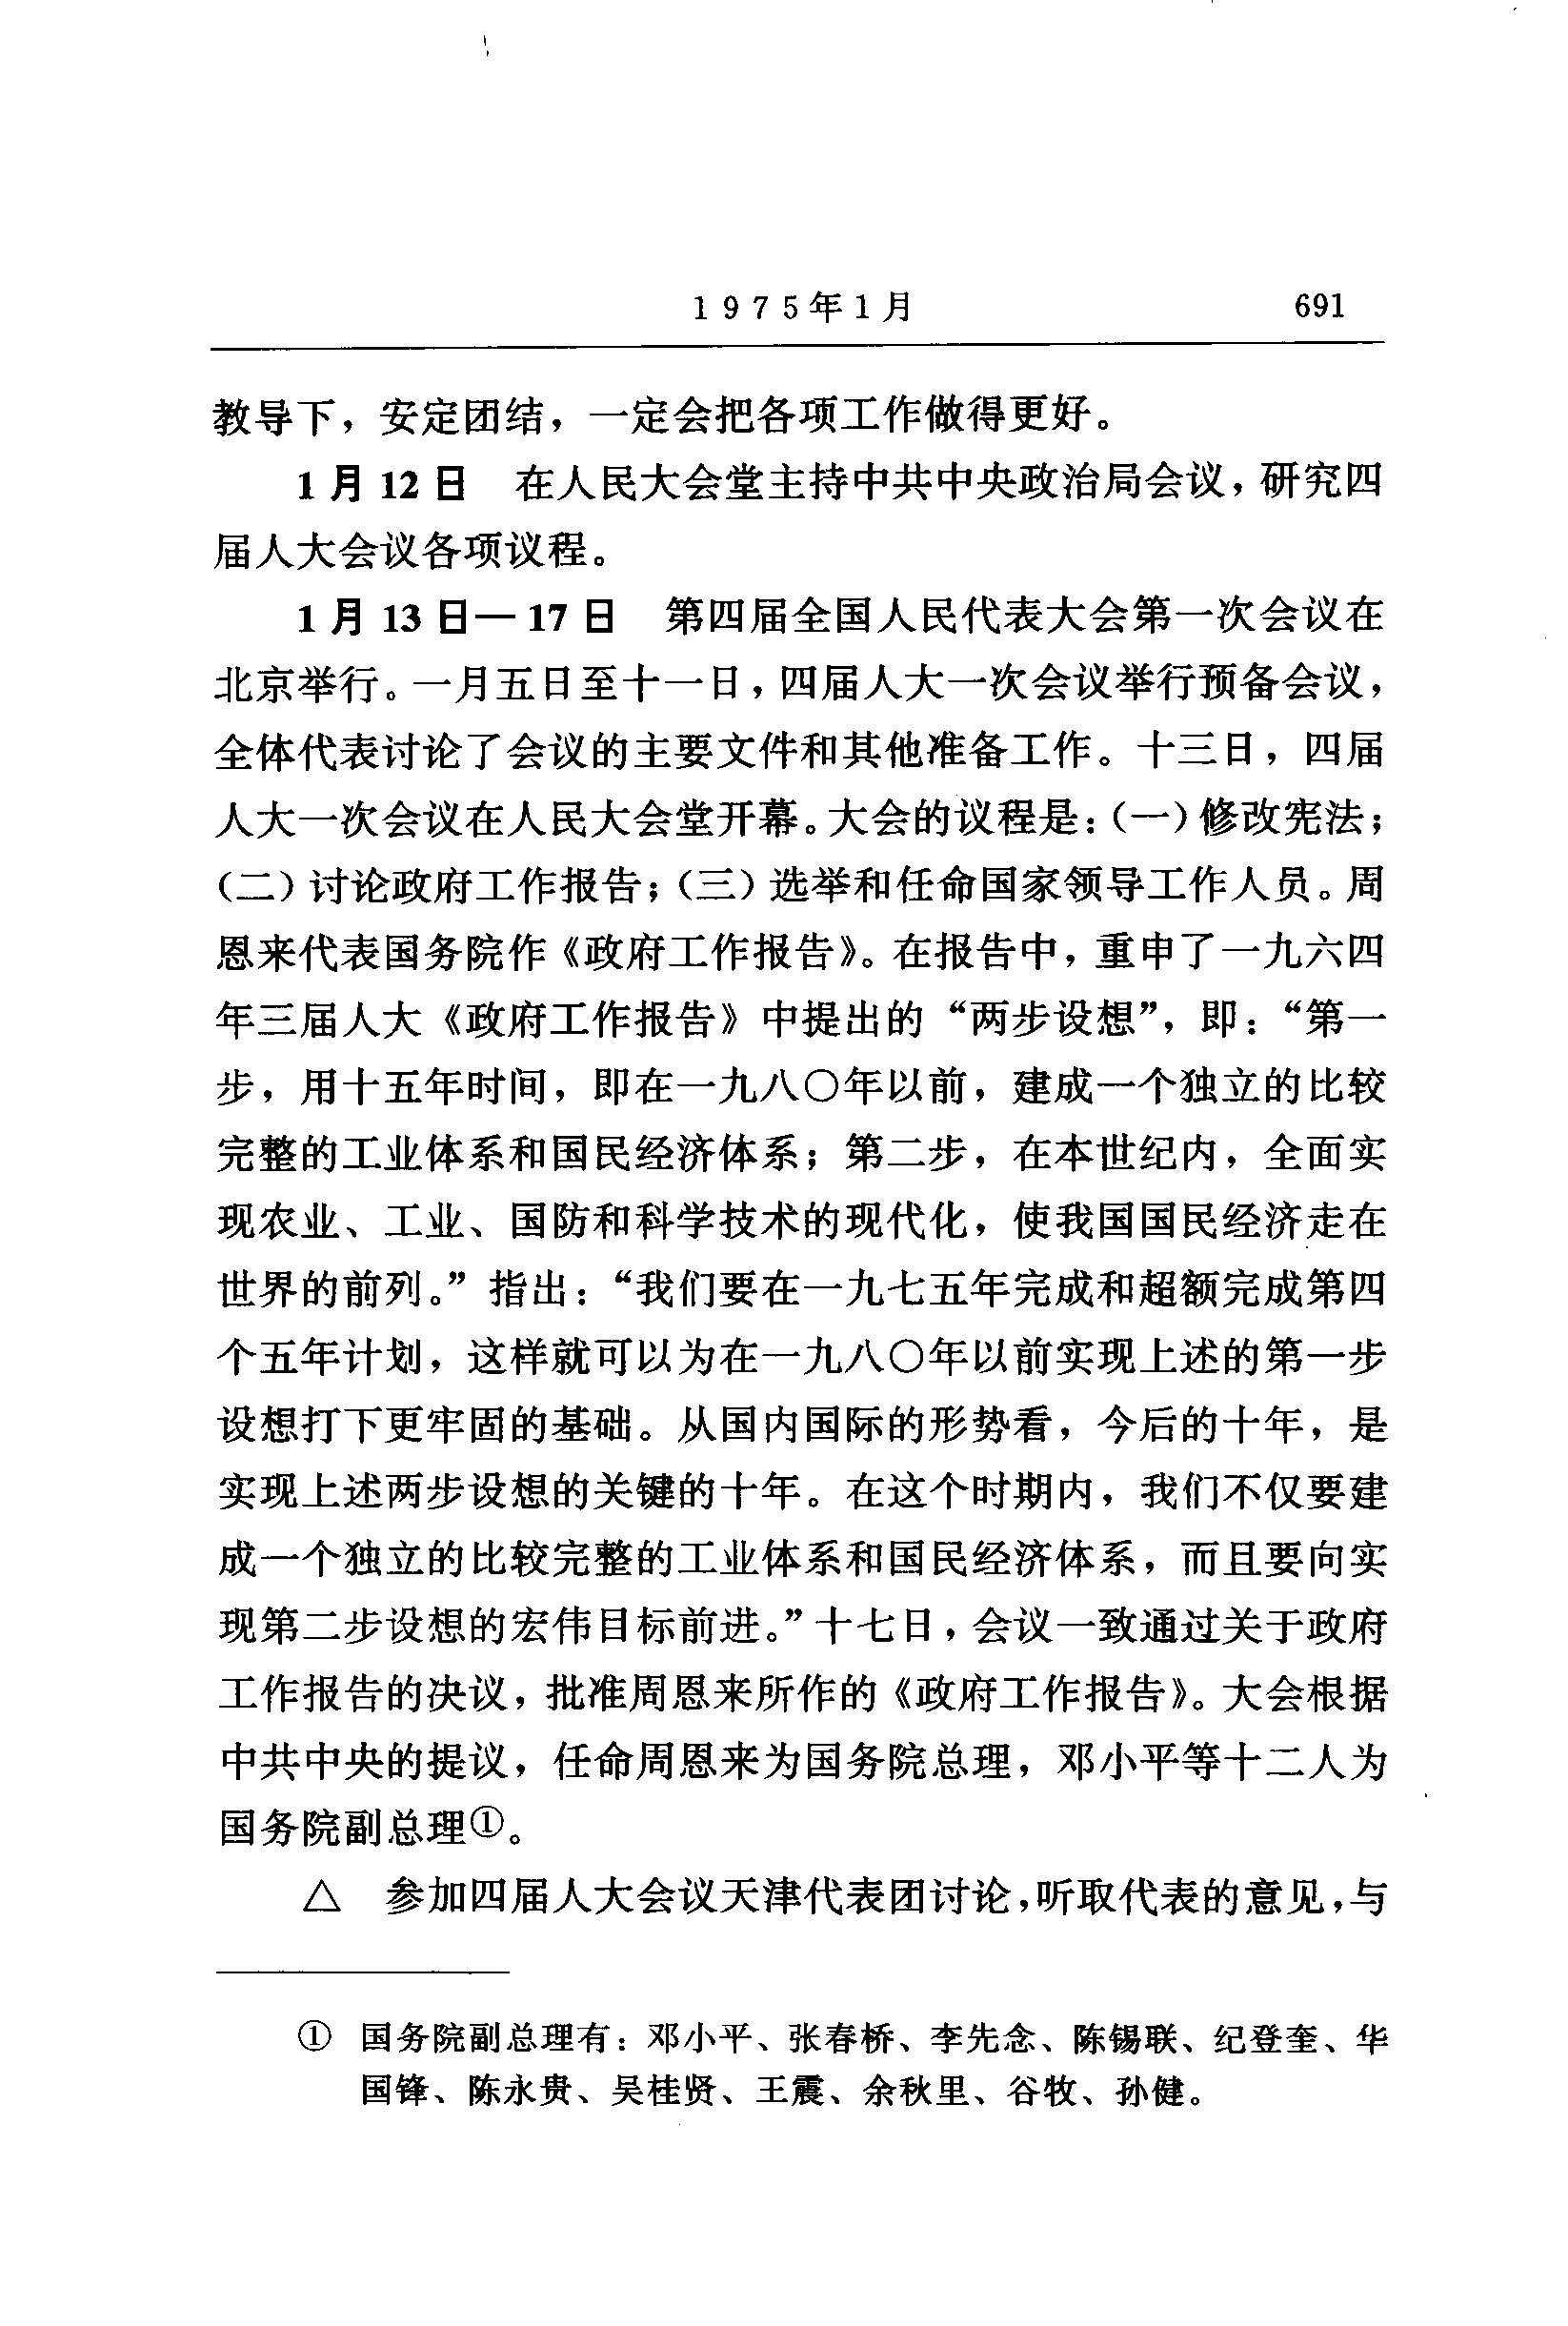 1975年1月 691
教导下，安定团结，一定会把各项工作做得更好。
1月12日 在人民大会堂主持中共中央政治局会议，研究四
届人大会议各项议程。
1月13日—17日 第四届全国人民代表大会第一次会议在
北京举行。一月五日至十一日，四届人大一次会议举行预备会议，
全体代表讨论了会议的主要文件和其他准备工作。十三日，四届
人大一次会议在人民大会堂开幕。大会的议程是：(一)修改宪法；
(二)讨论政府工作报告；(三)选举和任命国家领导工作人员。周
恩来代表国务院作《政府工作报告》。在报告中，重申了一九六四
年三届人大《政府工作报告》中提出的“两步设想”，即：“第一
步，用十五年时间，即在一九八〇年以前，建成一个独立的比较
完整的工业体系和国民经济体系；第二步，在本世纪内，全面实
现农业、工业、国防和科学技术的现代化，使我国国民经济走在
世界的前列。”指出：“我们要在一九七五年完成和超额完成第四
个五年计划，这样就可以为在一九八〇年以前实现上述的第一步
设想打下更牢固的基础。从国内国际的形势看，今后的十年，是
实现上述两步设想的关键的十年。在这个时期内，我们不仅要建
成一个独立的比较完整的工业体系和国民经济体系，而且要向实
现第二步设想的宏伟目标前进。”十七日，会议一致通过关于政府
工作报告的决议，批准周恩来所作的《政府工作报告》。大会根据
中共中央的提议，任命周恩来为国务院总理，邓小平等十二人为
国务院副总理①。
△ 参加四届人大会议天津代表团讨论，听取代表的意见，与
① 国务院副总理有：邓小平、张春桥、李先念、陈锡联、纪登奎、华
国锋、陈永贵、吴桂贤、王震、余秋里、谷牧、孙健。